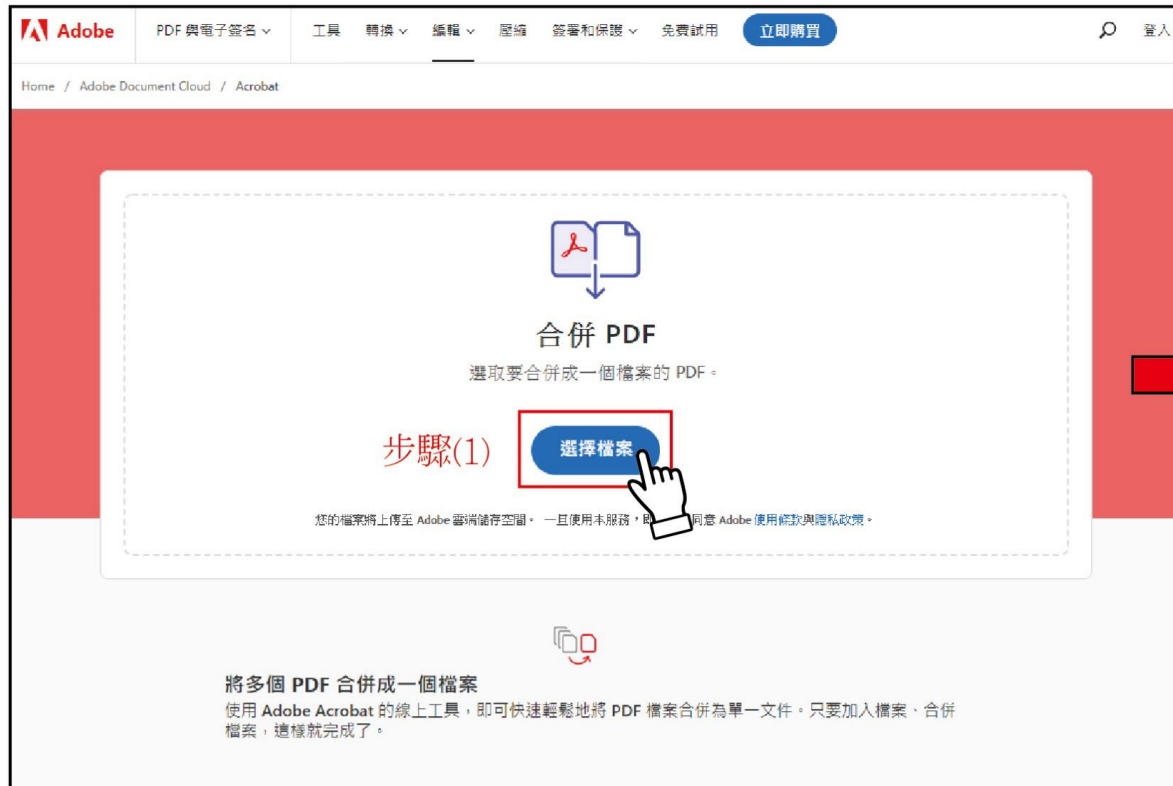 Adobe PDF 與電子簽名 工具 轉換 編輯 壓縮 簽署和保護 免費試用 立即購買 登入
Home / Adobe Document Cloud / Acrobat
合併 PDF
選取要合併成一個檔案的 PDF。
步驟(1) 選擇檔案
您的檔案將上傳至 Adobe 雲端儲存空間。 一旦使用本服務，即 同意 Adobe 使用條款與隱私政策。
將多個 PDF 合併成一個檔案
使用 Adobe Acrobat 的線上工具，即可快速輕鬆地將 PDF 檔案合併為單一文件。只要加入檔案、合併
檔案，這樣就完成了。